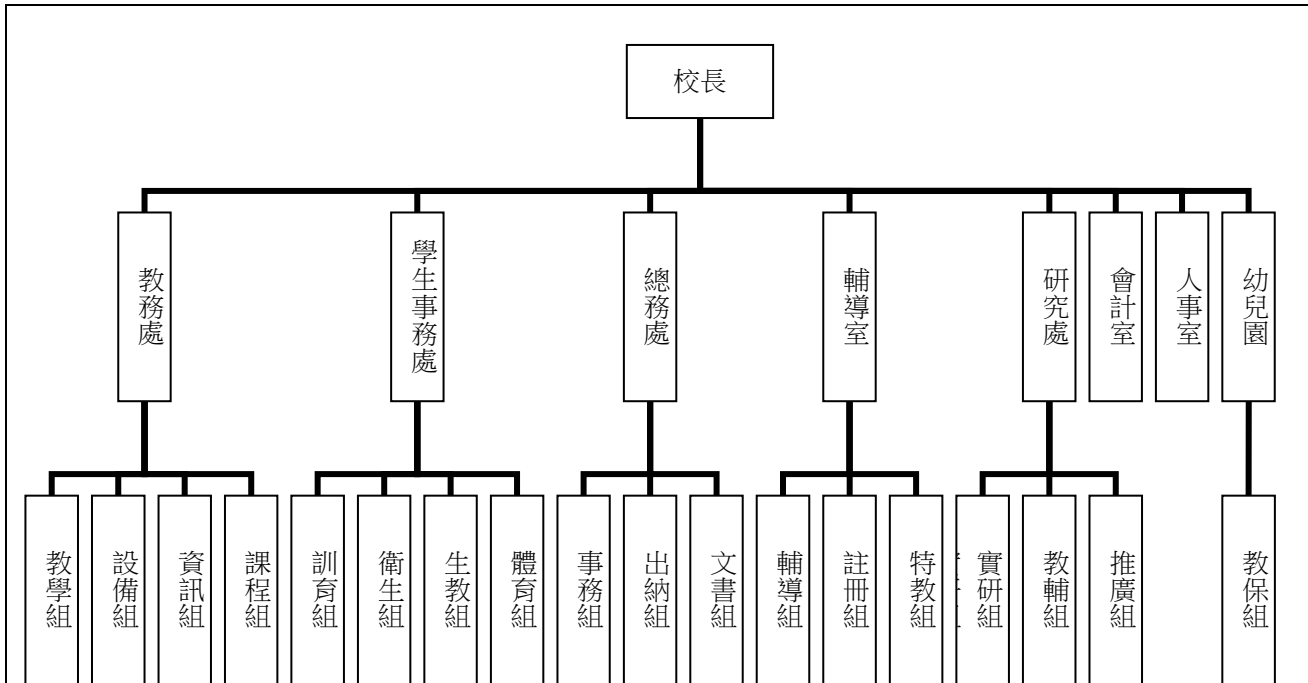 校長
教務處
學生事務處
總務處
輔導室
研究處
會計室
人事室
幼兒園
教學組
設備組
資訊組
課程組
訓育組
衛生組
生教組
體育組
事務組
出納組
文書組
輔導組
註冊組
特教組
實研組
教輔組
推廣組
教保組